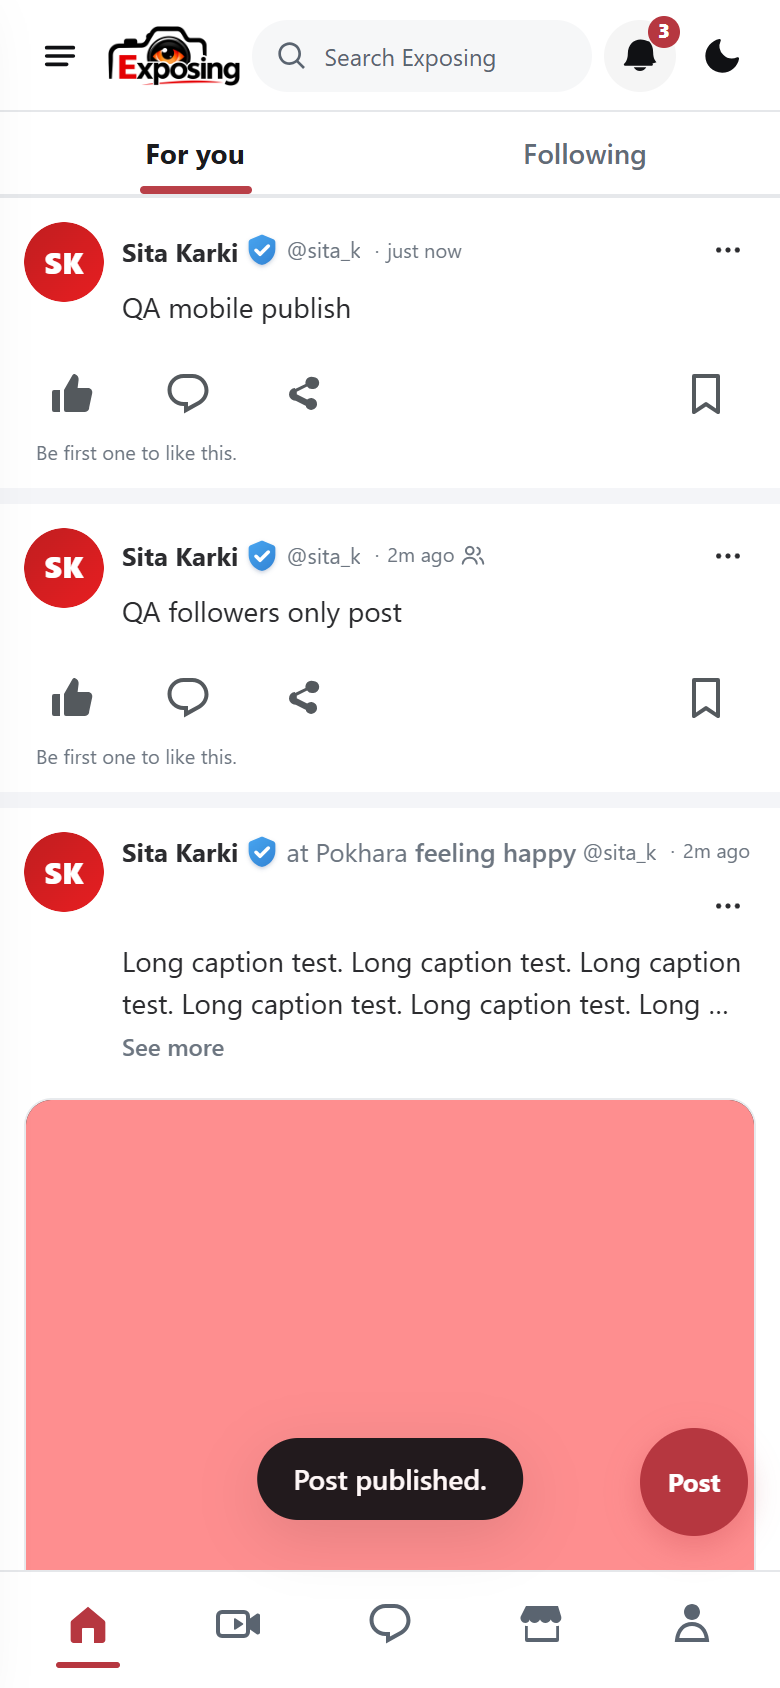 Exposing
Search Exposing
3
For you
Following
SK
Sita Karki @sita_k · just now
QA mobile publish
Be first one to like this.
SK
Sita Karki @sita_k · 2m ago
QA followers only post
Be first one to like this.
SK
Sita Karki at Pokhara feeling happy @sita_k · 2m ago
Long caption test. Long caption test. Long caption
test. Long caption test. Long caption test. Long ...
See more
Post published.
Post